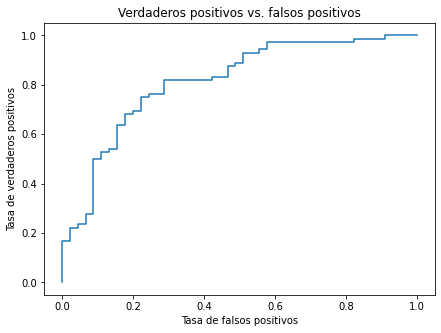 Verdaderos positivos vs. falsos positivos
Tasa de verdaderos positivos
1.0
0.8
0.6
0.4
0.2
0.0
0.0 0.2 0.4 0.6 0.8 1.0
Tasa de falsos positivos